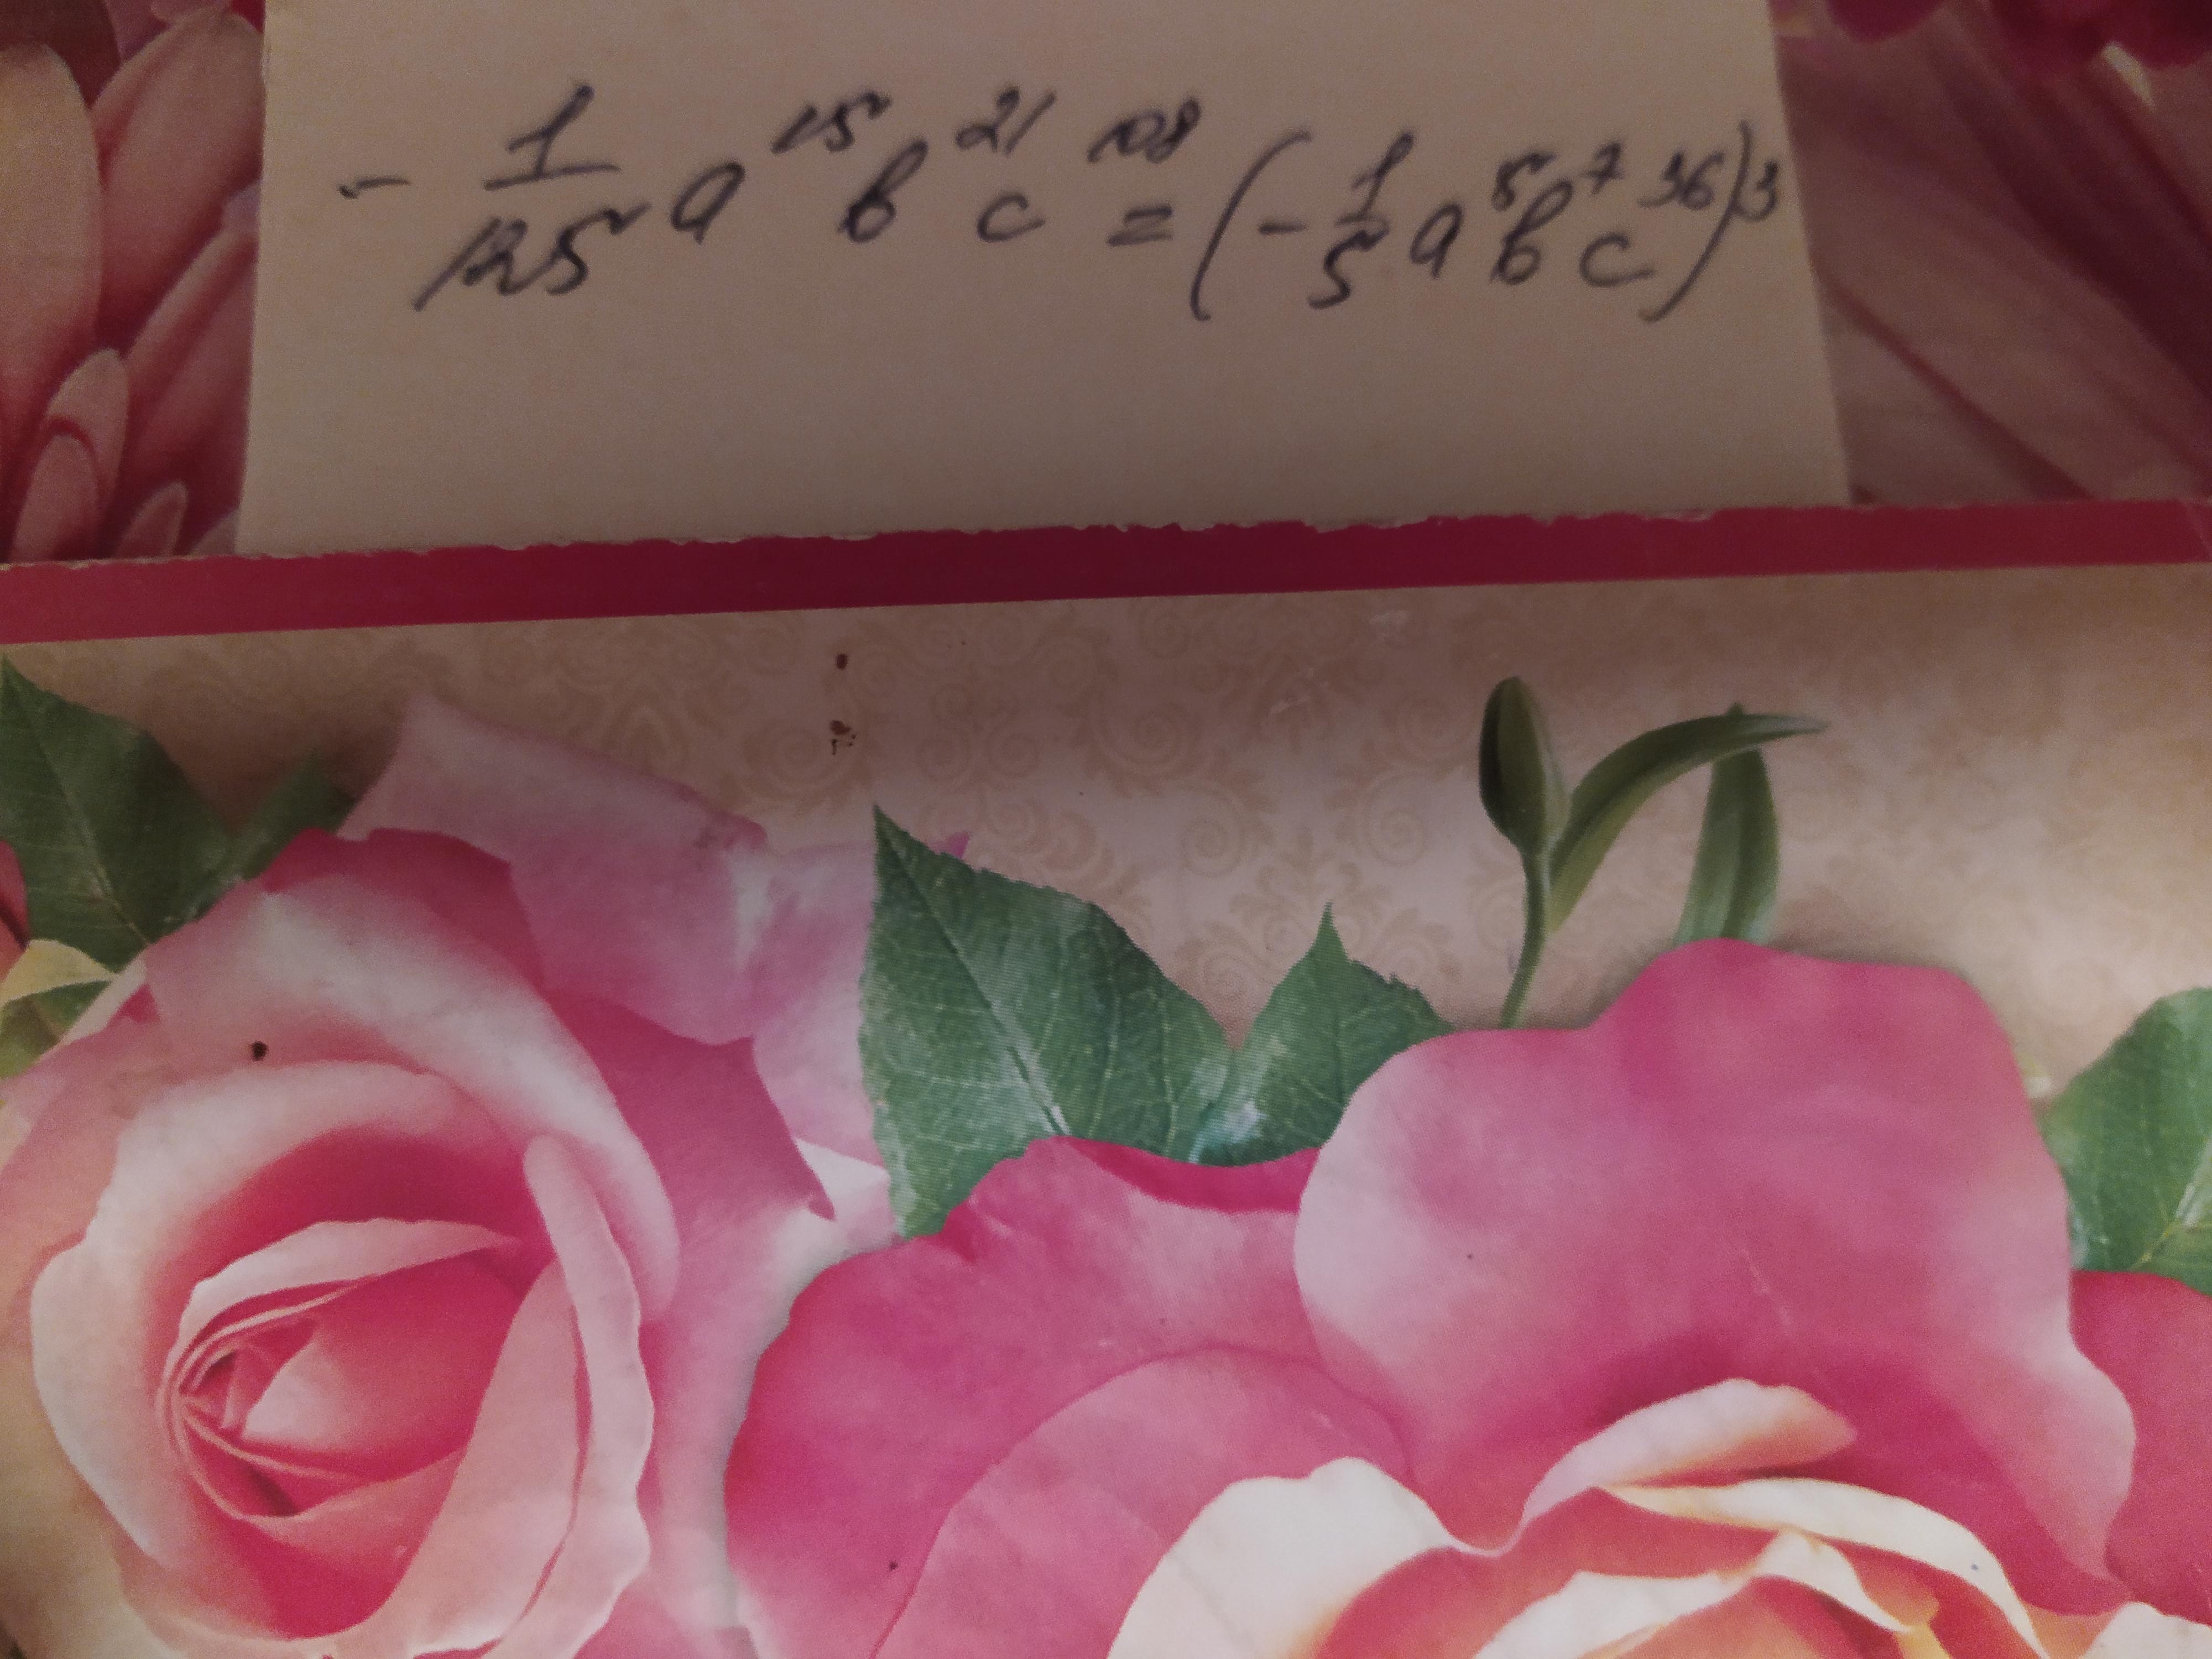 - 1/125 a^15 b^21 c^108 = (- 1/5 a^5 b^7 c^36)^3